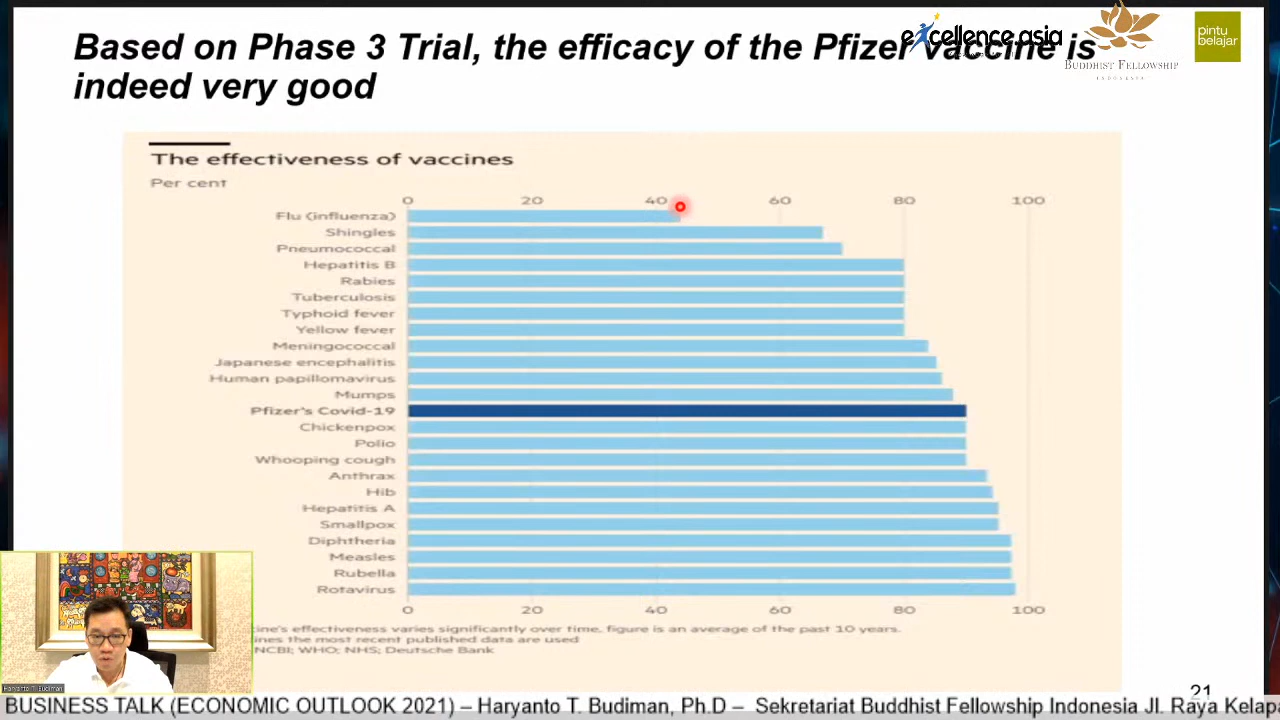 Based on Phase 3 Trial, the efficacy of the Pfizer vaccine is
indeed very good
excellence asia
BUDDHIST FELLOWSHIP
INDONESIA
pintu
belajar
The effectiveness of vaccines
Per cent
0 20 40 60 80 100
Flu (influenza)
Shingles
Pneumococcal
Hepatitis B
Rabies
Tuberculosis
Typhoid fever
Yellow fever
Meningococcal
Japanese encephalitis
Human papillomavirus
Mumps
Pfizer's Covid-19
Chickenpox
Polio
Whooping cough
Anthrax
Hib
Hepatitis A
Smallpox
Diphtheria
Measles
Rubella
Rotavirus
0 20 40 60 80 100
effectiveness varies significantly over time, figure is an average of the past 10 years.
the most recent published data are used
NCBI; WHO; NHS; Deutsche Bank
Haryanto T. Budiman
21
BUSINESS TALK (ECONOMIC OUTLOOK 2021) – Haryanto T. Budiman, Ph.D – Sekretariat Buddhist Fellowship Indonesia Jl. Raya Kelapa